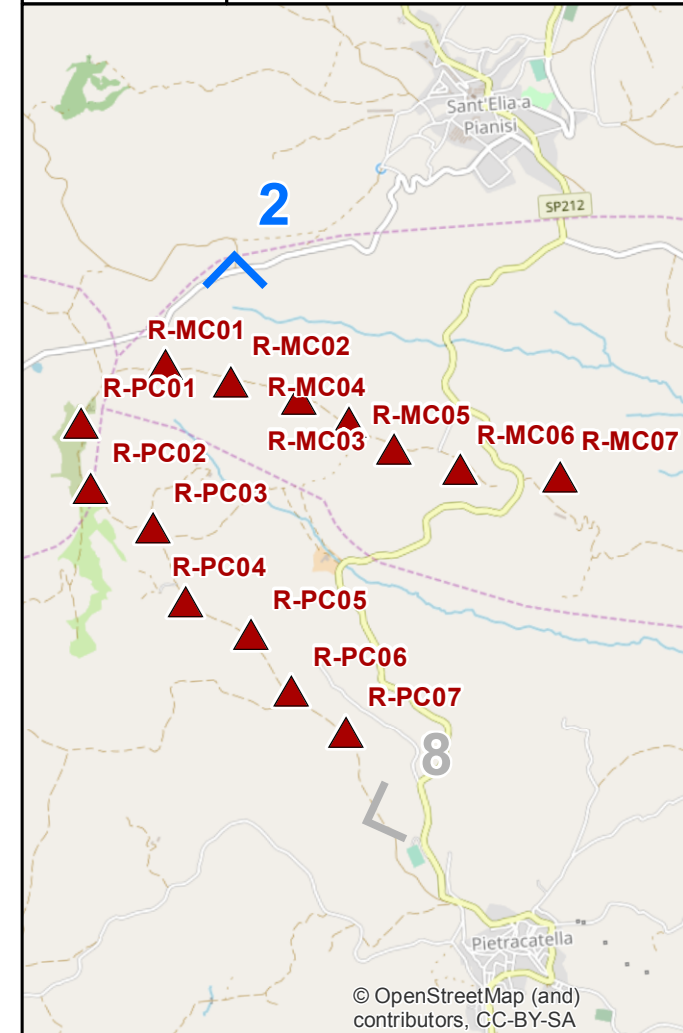 Sant'Elia a
Pianisi
SP212
2
R-MC01
R-MC02
R-PC01
R-MC04
R-MC03
R-MC05
R-MC06
R-MC07
R-PC02
R-PC03
R-PC04
R-PC05
R-PC06
R-PC07
8
Pietracatella
© OpenStreetMap (and)
contributors, CC-BY-SA